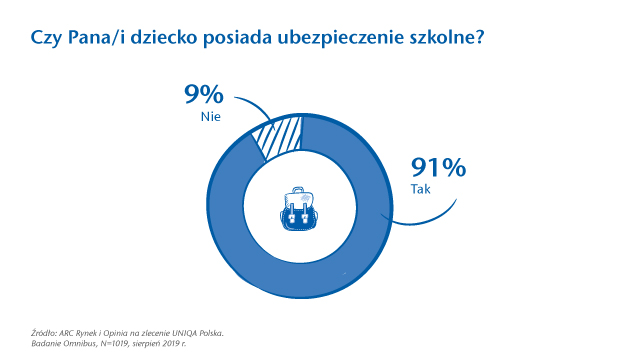 Czy Pana/i dziecko posiada ubezpieczenie szkolne?
9%
Nie
91%
Tak
Źródło: ARC Rynek i Opinia na zlecenie UNIQA Polska.
Badanie Omnibus, N=1019, sierpień 2019 r.